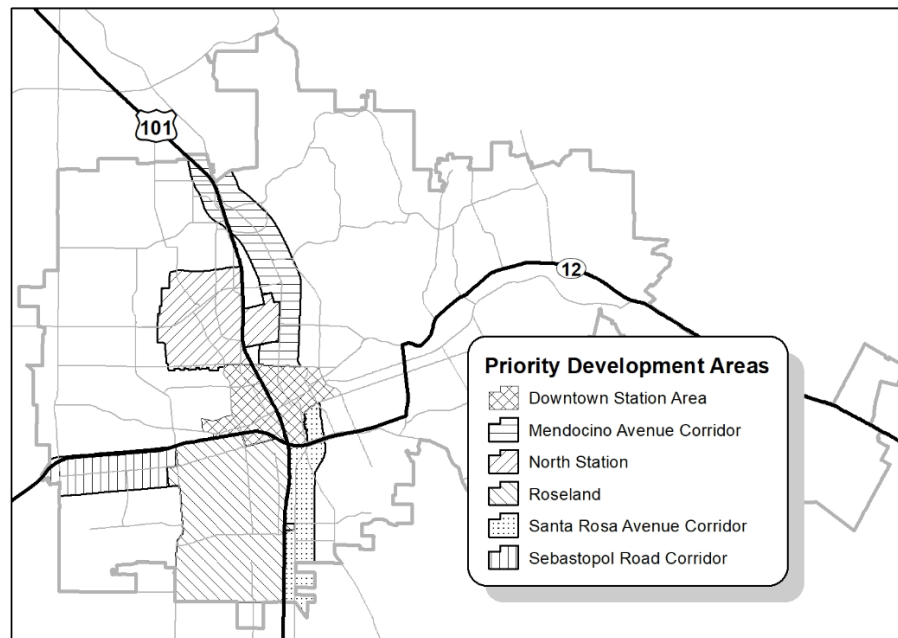 101
12
Priority Development Areas
Downtown Station Area
Mendocino Avenue Corridor
North Station
Roseland
Santa Rosa Avenue Corridor
Sebastopol Road Corridor